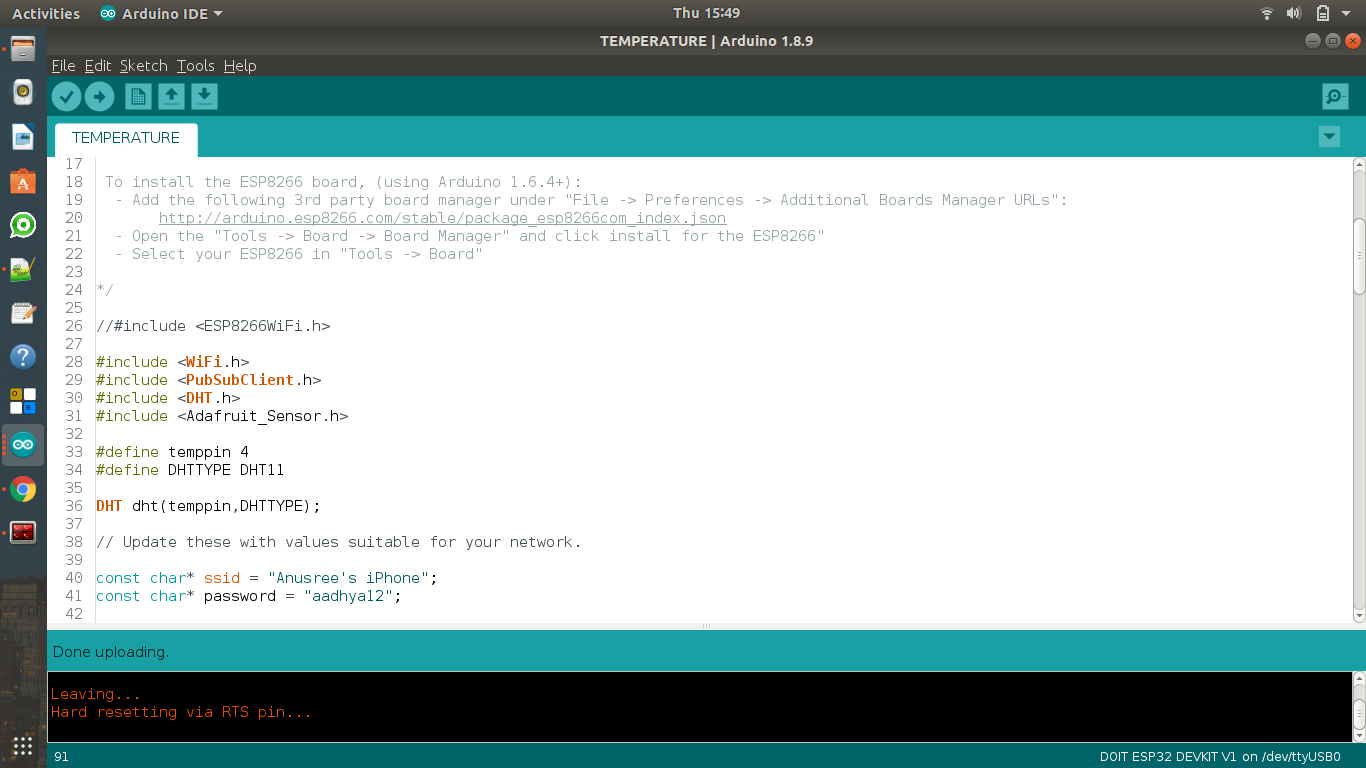 Activities Arduino IDE Thu 15:49
TEMPERATURE | Arduino 1.8.9
File Edit Sketch Tools Help
TEMPERATURE
17
18 To install the ESP8266 board, (using Arduino 1.6.4+):
19 - Add the following 3rd party board manager under "File -> Preferences -> Additional Boards Manager URLs":
20 http://arduino.esp8266.com/stable/package_esp8266com_index.json
21 - Open the "Tools -> Board -> Board Manager" and click install for the ESP8266"
22 - Select your ESP8266 in "Tools -> Board"
23
24 */
25
26 //#include <ESP8266WiFi.h>
27
28 #include <WiFi.h>
29 #include <PubSubClient.h>
30 #include <DHT.h>
31 #include <Adafruit_Sensor.h>
32
33 #define temppin 4
34 #define DHTTYPE DHT11
35
36 DHT dht(temppin,DHTTYPE);
37
38 // Update these with values suitable for your network.
39
40 const char* ssid = "Anusree's iPhone";
41 const char* password = "aadhya12";
42
Done uploading.
Leaving...
Hard resetting via RTS pin...
91 DOIT ESP32 DEVKIT V1 on /dev/ttyUSB0